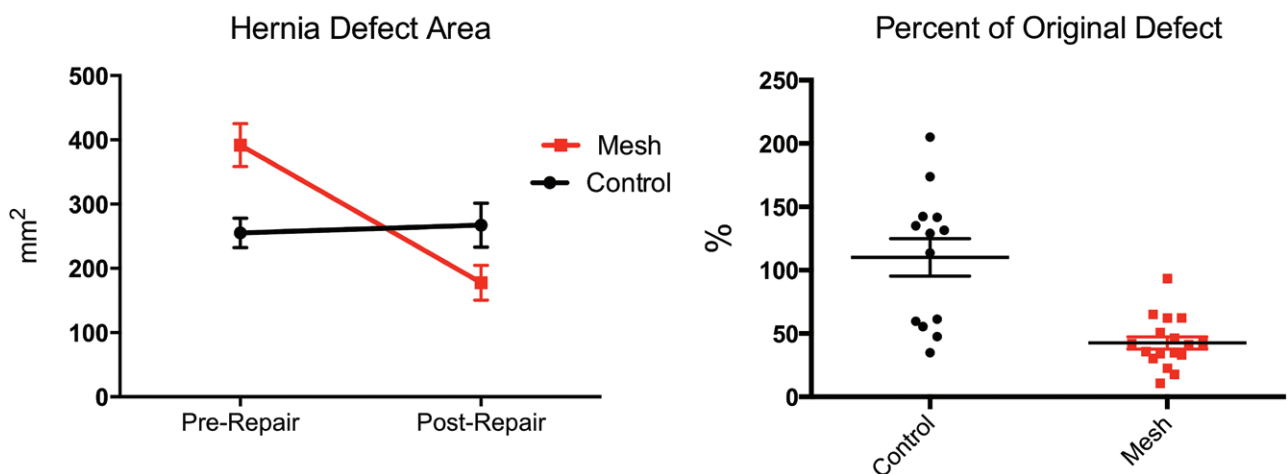 Hernia Defect Area
500
400
300
200
100
0
mm²
Pre-Repair
Post-Repair
Mesh
Control
Percent of Original Defect
250
200
150
100
50
0
%
Control
Mesh